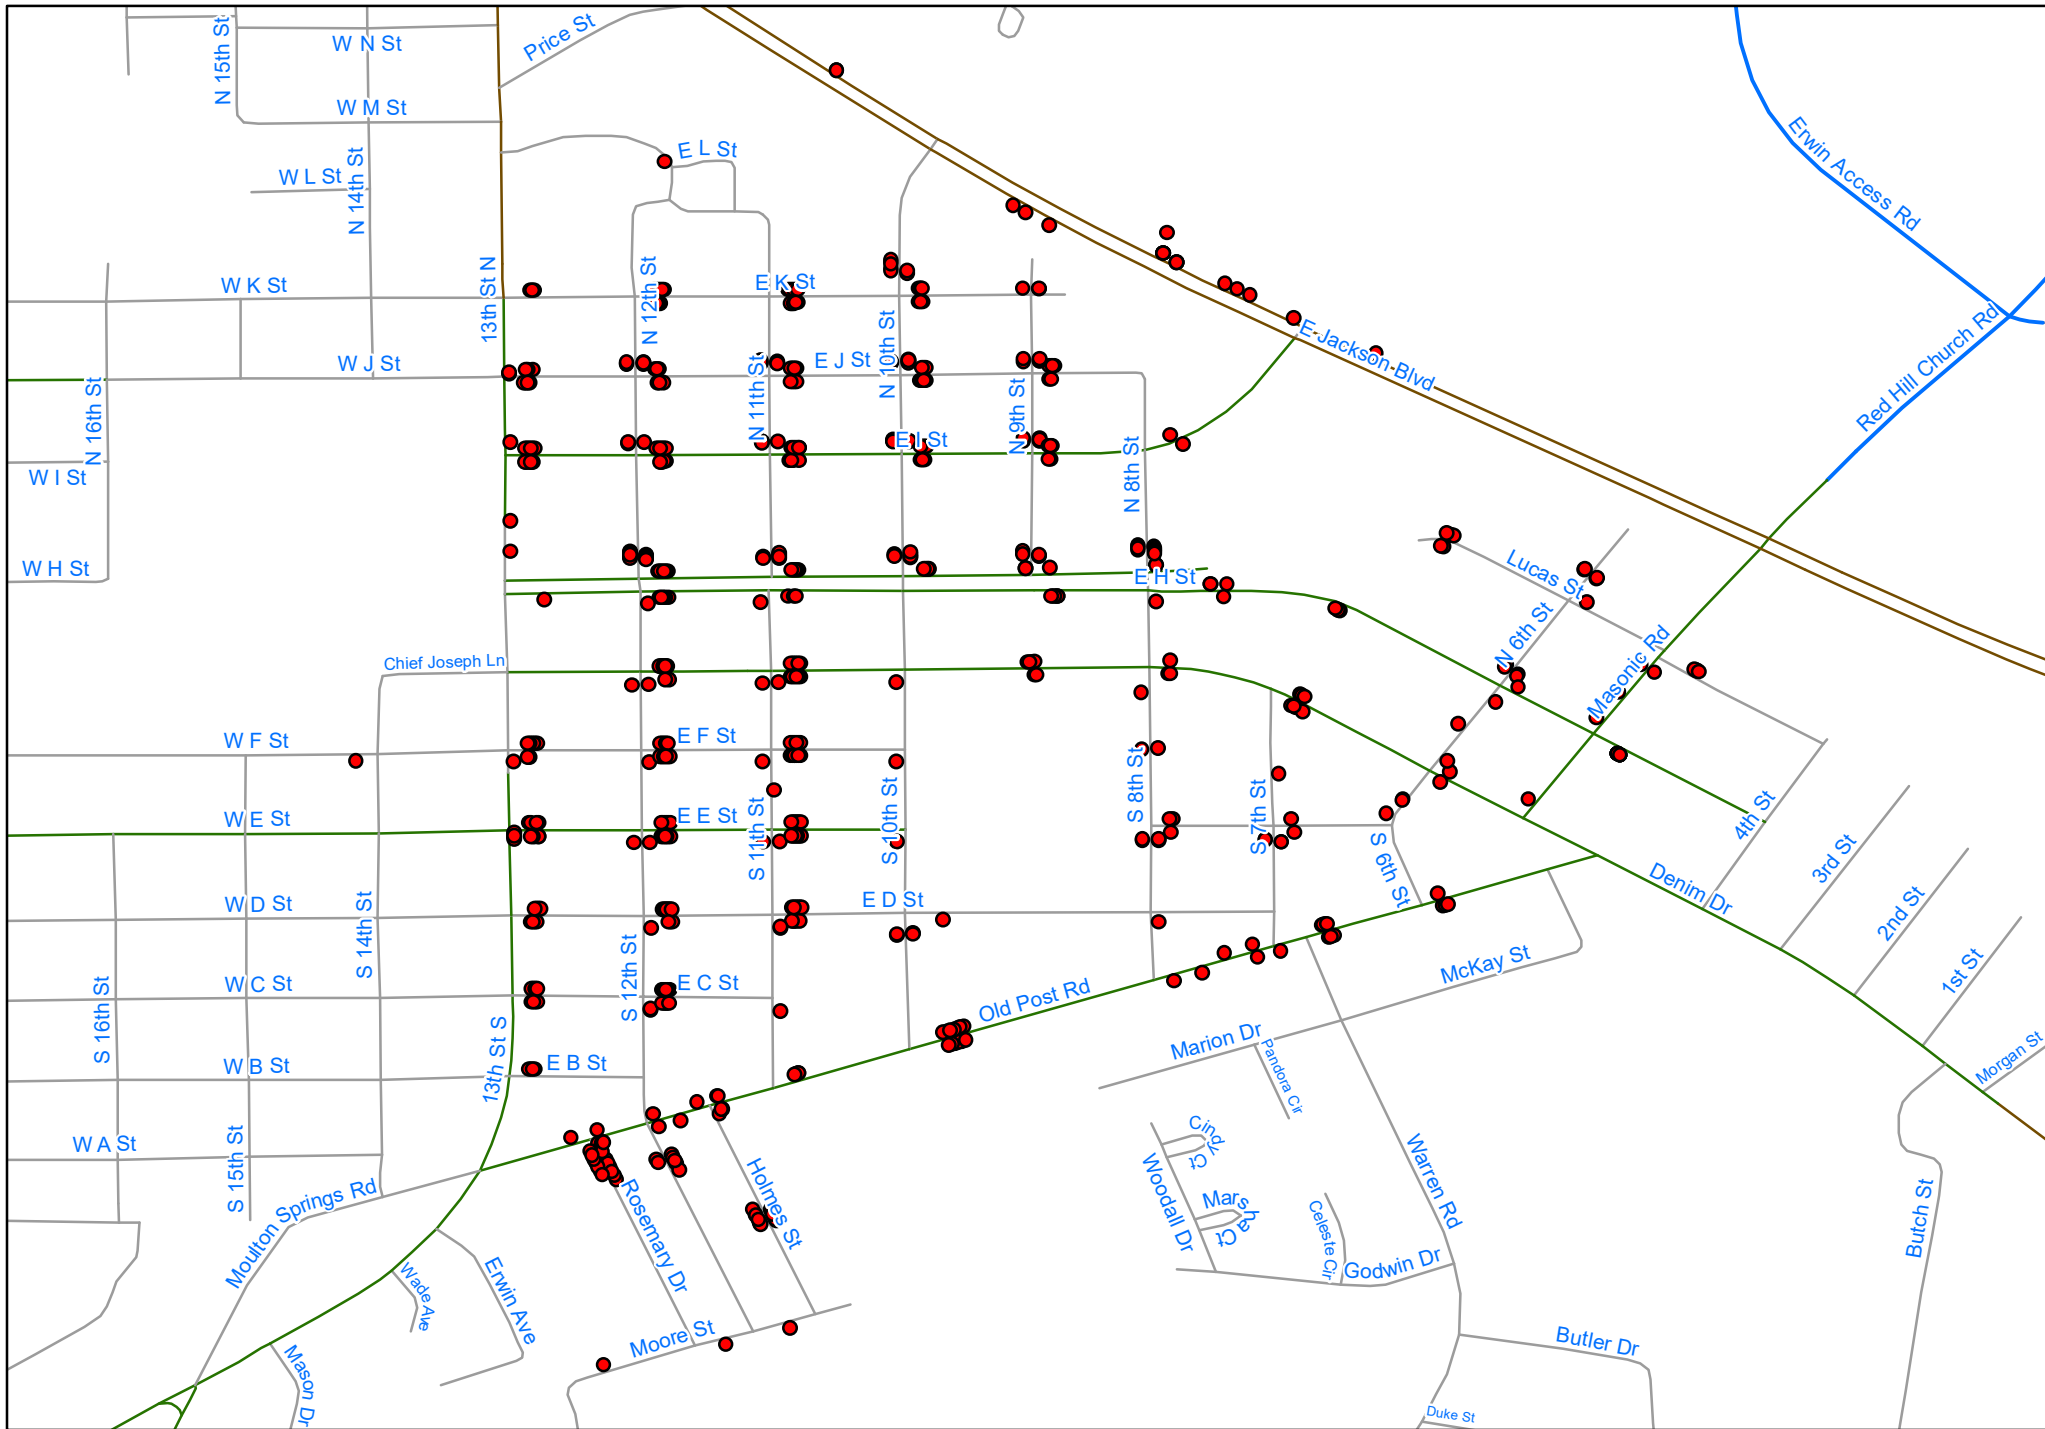 Price St
W N St
N 15th St
W M St
E L St
W L St
N 14th St
Erwin Access Rd
W K St
13th St N
N 12th St
E K St
N 10th St
E Jackson Blvd
Red Hill Church Rd
W J St
N 11th St
E J St
N 9th St
N 16th St
E I St
N 8th St
W I St
W H St
E H St
Lucas St
N 6th St
Masonic Rd
Chief Joseph Ln
W F St
E F St
S 8th St
S 7th St
4th St
W E St
E E St
S 11th St
S 10th St
S 6th St
3rd St
Denim Dr
2nd St
W D St
S 14th St
E D St
1st St
W C St
S 12th St
E C St
McKay St
S 16th St
Old Post Rd
Marion Dr
Pandora Cir
Morgan St
W B St
13th St S
E B St
W A St
S 15th St
Cindy Ct
Warren Rd
Moulton Springs Rd
Rosemary Dr
Holmes St
Woodall Dr
Marsha Ct
Celeste Cir
Godwin Dr
Butch St
Wade Ave
Erwin Ave
Moore St
Butler Dr
Mason Dr
Duke St